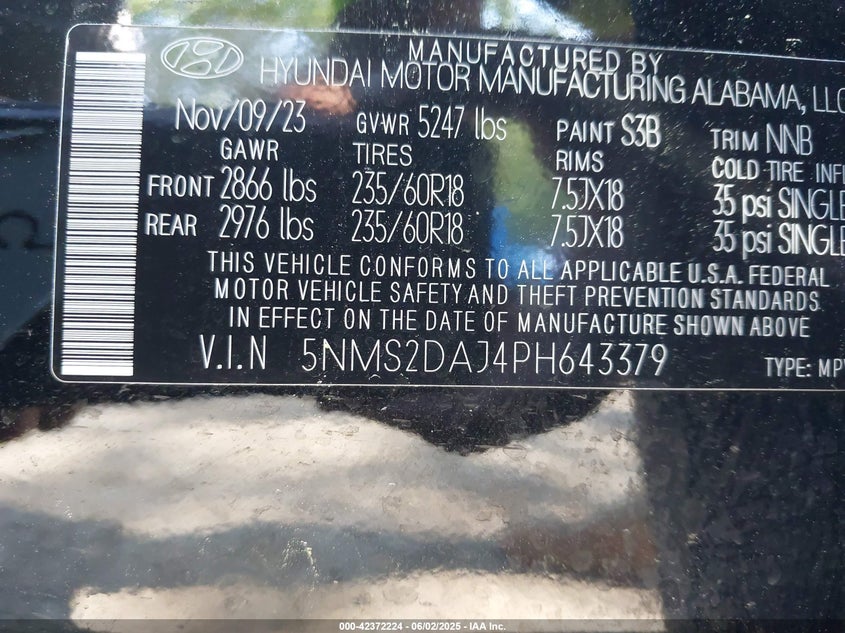 MANUFACTURED BY
HYUNDAI MOTOR MANUFACTURING ALABAMA, LLC
Nov/09/23 GVWR 5247 lbs PAINT S3B TRIM NNB
GAWR TIRES RIMS COLD TIRE INFL
FRONT 2866 lbs 235/60R18 7.5JX18 35 psi SINGLE
REAR 2976 lbs 235/60R18 7.5JX18 35 psi SINGLE
THIS VEHICLE CONFORMS TO ALL APPLICABLE U.S.A. FEDERAL
MOTOR VEHICLE SAFETY AND THEFT PREVENTION STANDARDS
IN EFFECT ON THE DATE OF MANUFACTURE SHOWN ABOVE
V.I.N 5NMS2DAJ4PH643379 TYPE: MPV
000-42372224 - 06/02/2025 - IAA Inc.